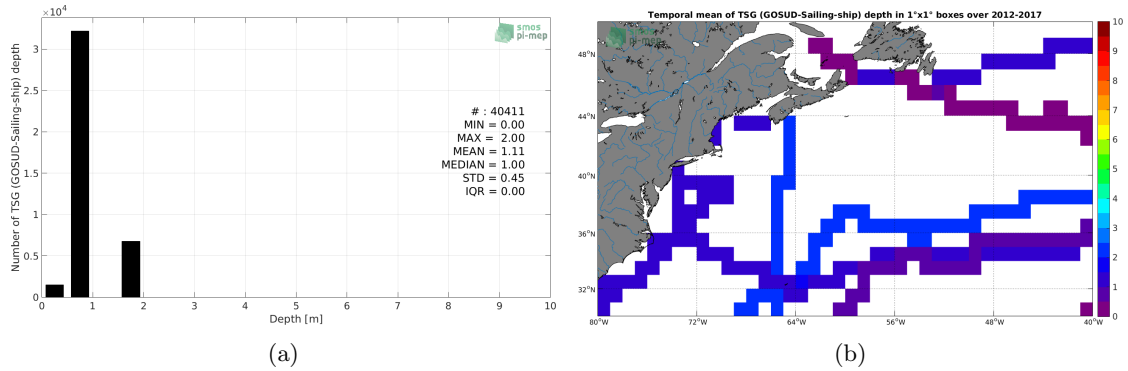 ×10⁴
3
2.5
2
1.5
1
0.5
0
0 1 2 3 4 5 6 7 8 9 10
Depth [m]
Number of TSG (GOSUD-Sailing-ship) depth
smos
pi-mep
# : 40411
MIN = 0.00
MAX = 2.00
MEAN = 1.11
MEDIAN = 1.00
STD = 0.45
IQR = 0.00
(a)
Temporal mean of TSG (GOSUD-Sailing-ship) depth in 1°x1° boxes over 2012-2017
smos
pi-mep
48°N
44°N
40°N
36°N
32°N
80°W 72°W 64°W 56°W 48°W 40°W
10
9
8
7
6
5
4
3
2
1
0
(b)